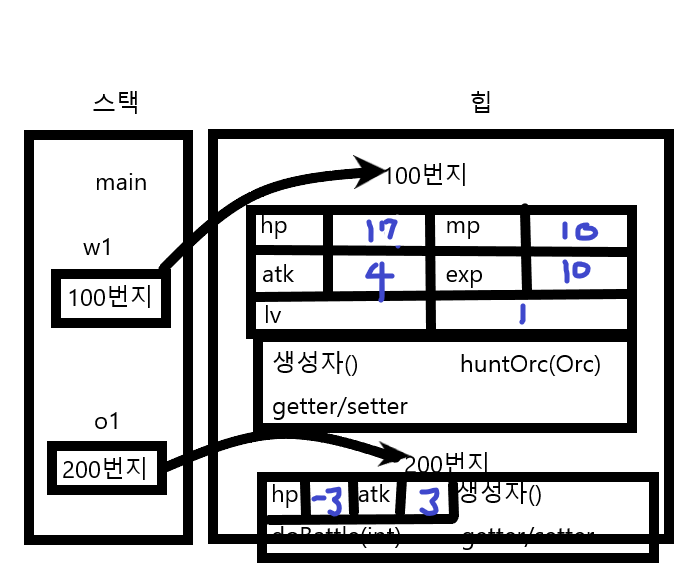 스택 힙
main
w1
100번지
o1
200번지
100번지
hp 17 mp 10
atk 4 exp 10
lv 1
생성자() huntOrc(Orc)
getter/setter
200번지
hp -3 atk 3 생성자()
doBattle(int) getter/setter